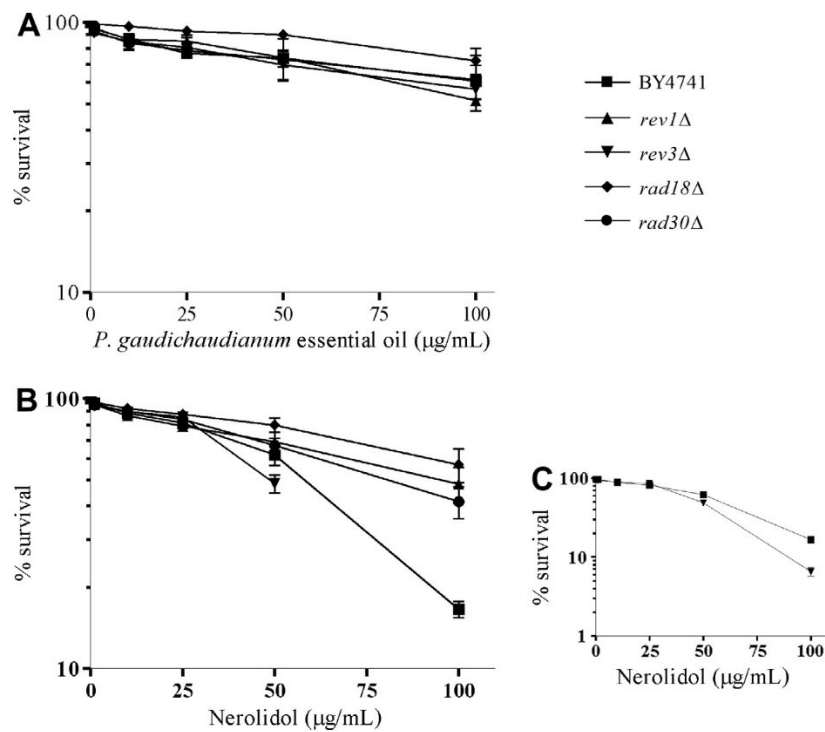 A
100
10
% survival
0
25
50
75
100
P. gaudichaudianum essential oil (µg/mL)
BY4741
rev1Δ
rev3Δ
rad18Δ
rad30Δ
B
100
10
% survival
0
25
50
75
100
Nerolidol (µg/mL)
C
100
10
1
% survival
0
25
50
75
100
Nerolidol (µg/mL)